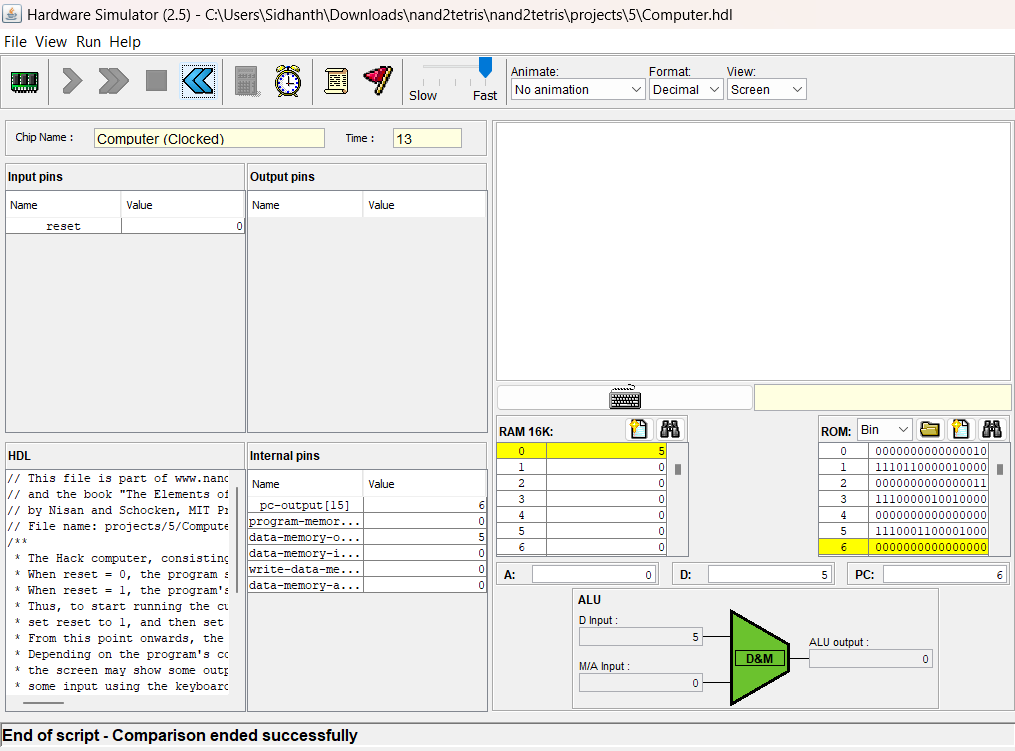 Hardware Simulator (2.5) - C:\Users\Sidhanth\Downloads\nand2tetris\nand2tetris\projects\5\Computer.hdl
File View Run Help
Slow Fast
Animate: Format: View:
No animation Decimal Screen
Chip Name : Computer (Clocked) Time : 13
Input pins
Name Value
reset 0
Output pins
Name Value
HDL
// This file is part of www.nand
// and the book "The Elements of
// by Nisan and Schocken, MIT Pr
// File name: projects/5/Compute
/**
* The Hack computer, consisting
* When reset = 0, the program s
* When reset = 1, the program's
* Thus, to start running the cu
* set reset to 1, and then set
* From this point onwards, the
* Depending on the program's co
* the screen may show some outp
* some input using the keyboard
Internal pins
Name Value
pc-output[15] 6
program-memor... 0
data-memory-o... 5
data-memory-i... 0
write-data-me... 0
data-memory-a... 0
RAM 16K:
0 5
1 0
2 0
3 0
4 0
5 0
6 0
ROM: Bin
0 0000000000000010
1 1110110000010000
2 0000000000000011
3 1110000010010000
4 0000000000000000
5 1110001100001000
6 0000000000000000
A: 0 D: 5 PC: 6
ALU
D Input :
5
M/A Input :
0
D&M
ALU output :
0
End of script - Comparison ended successfully